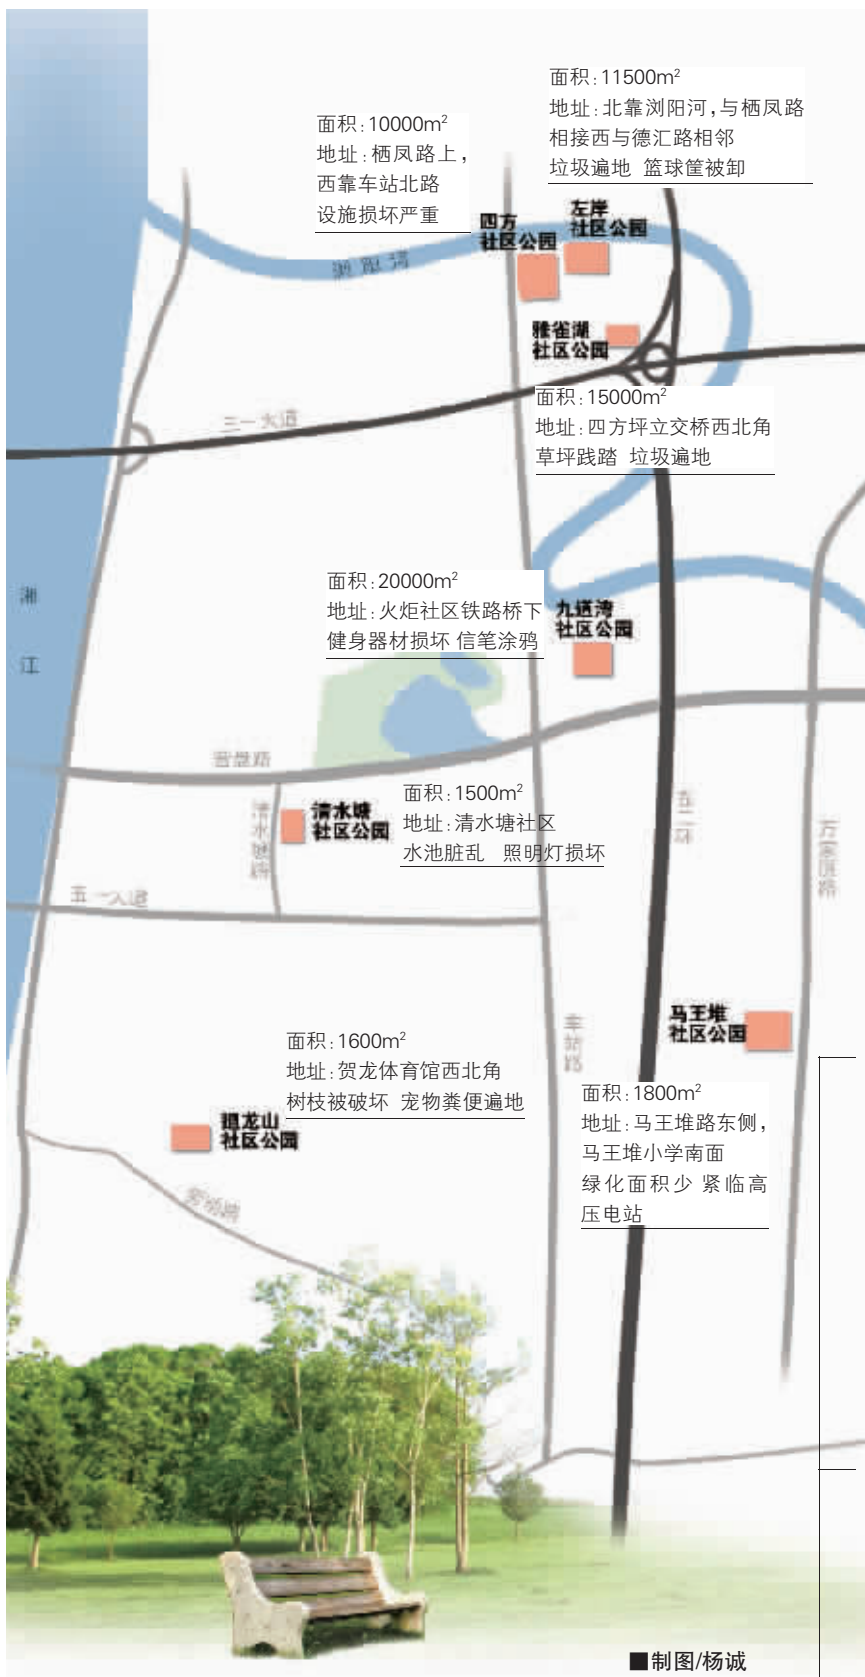 面积:11500m²
地址:北靠浏阳河,与栖凤路
相接西与德汇路相邻
垃圾遍地 篮球筐被卸
面积:10000m²
地址:栖凤路上,
西靠车站北路
设施损坏严重
四方
社区公园
左岸
社区公园
浏阳河
雅雀湖
社区公园
面积:15000m²
地址:四方坪立交桥西北角
草坪践踏 垃圾遍地
三一大道
湘江
面积:20000m²
地址:火炬社区铁路桥下
健身器材损坏 信笔涂鸦
九道湾
社区公园
营盘路
清水塘路
清水塘
社区公园
面积:1500m²
地址:清水塘社区
水池脏乱 照明灯损坏
东二环
万家丽路
五一大道
车站路
马王堆
社区公园
面积:1600m²
地址:贺龙体育馆西北角
树枝被破坏 宠物粪便遍地
面积:1800m²
地址:马王堆路东侧,
马王堆小学南面
绿化面积少 紧临高
压电站
社区公园
劳动路
■制图/杨诚